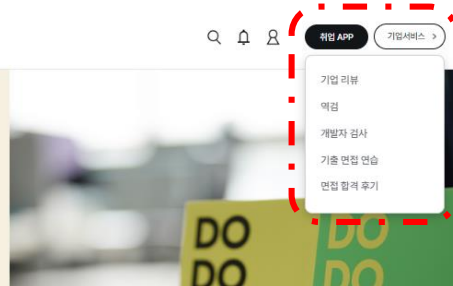 취업 APP
기업서비스 >
기업 리뷰
역검
개발자 검사
기출 면접 연습
면접 합격 후기
DO DO
DO DO